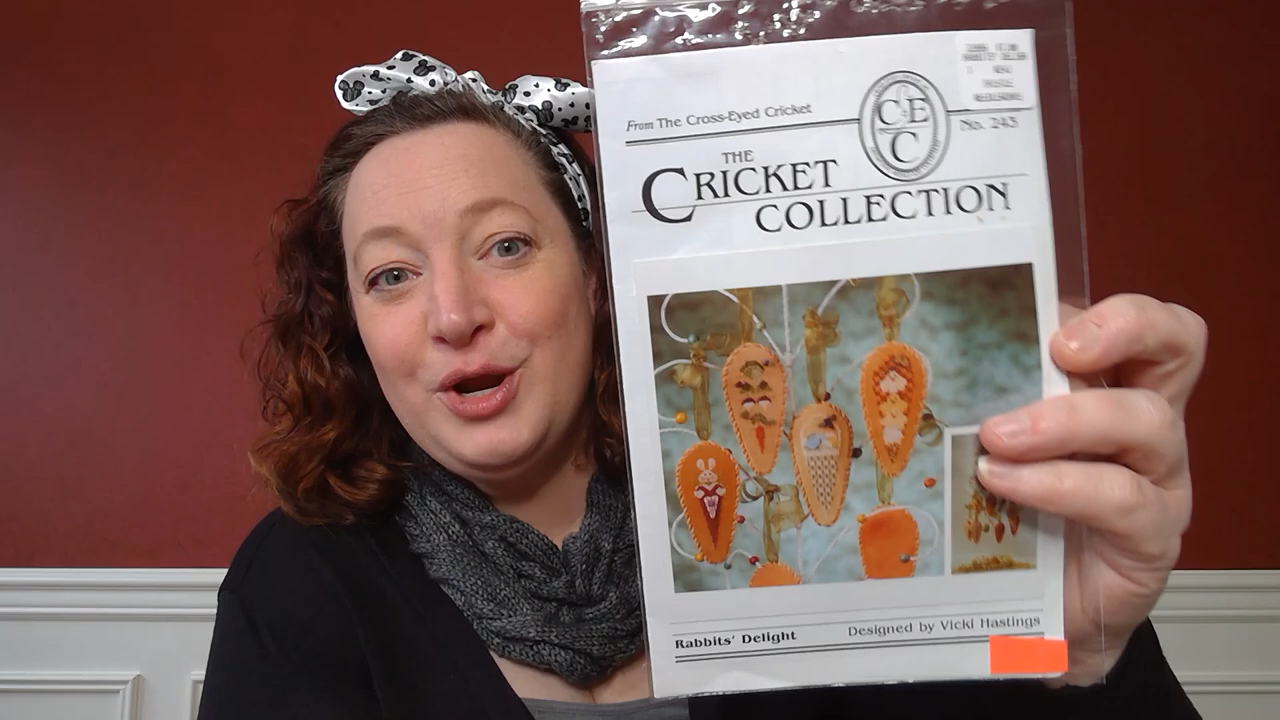 From The Cross-Eyed Cricket
CEC
No. 243
THE
CRICKET
COLLECTION
Rabbits' Delight
Designed by Vicki Hastings